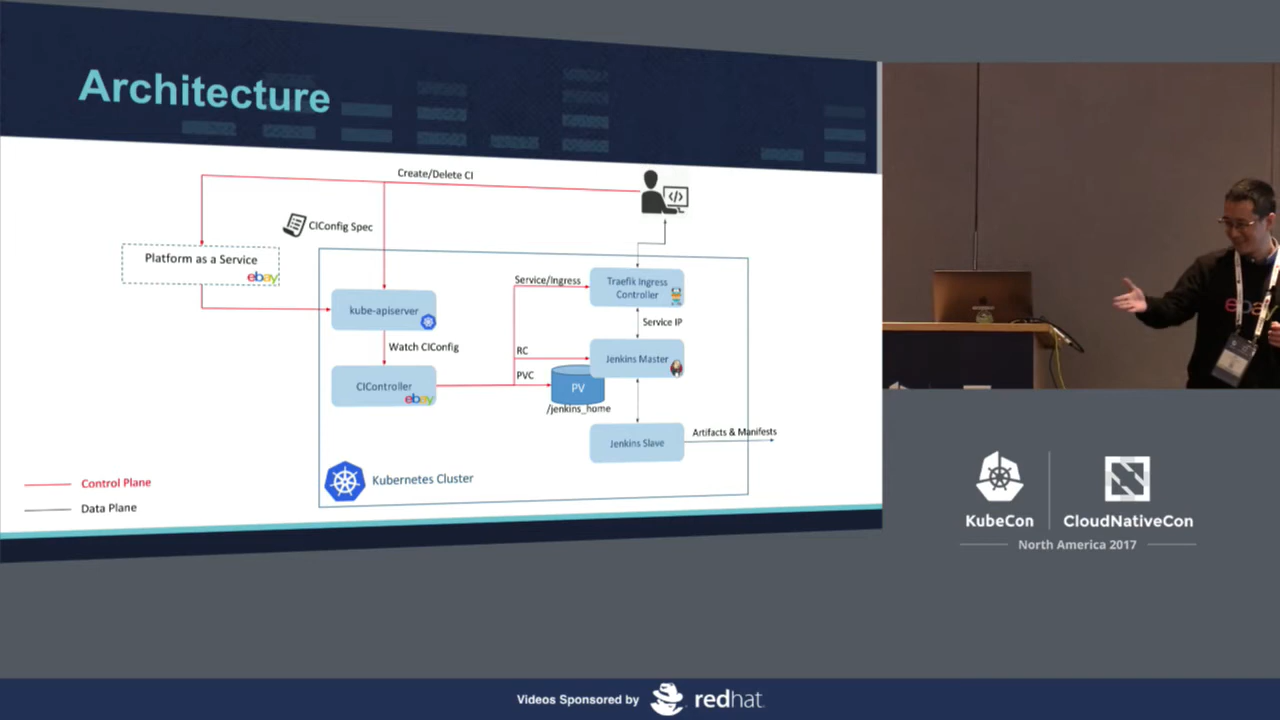 Architecture
Create/Delete CI
CIConfig Spec
Platform as a Service
ebay
kube-apiserver
Watch CIConfig
CIController
ebay
Service/Ingress
Traefik Ingress
Controller
Service IP
RC
Jenkins Master
PVC
PV
/jenkins_home
Jenkins Slave
Artifacts & Manifests
Kubernetes Cluster
Control Plane
Data Plane
ebay
KubeCon
CloudNativeCon
North America 2017
Videos Sponsored by
redhat.